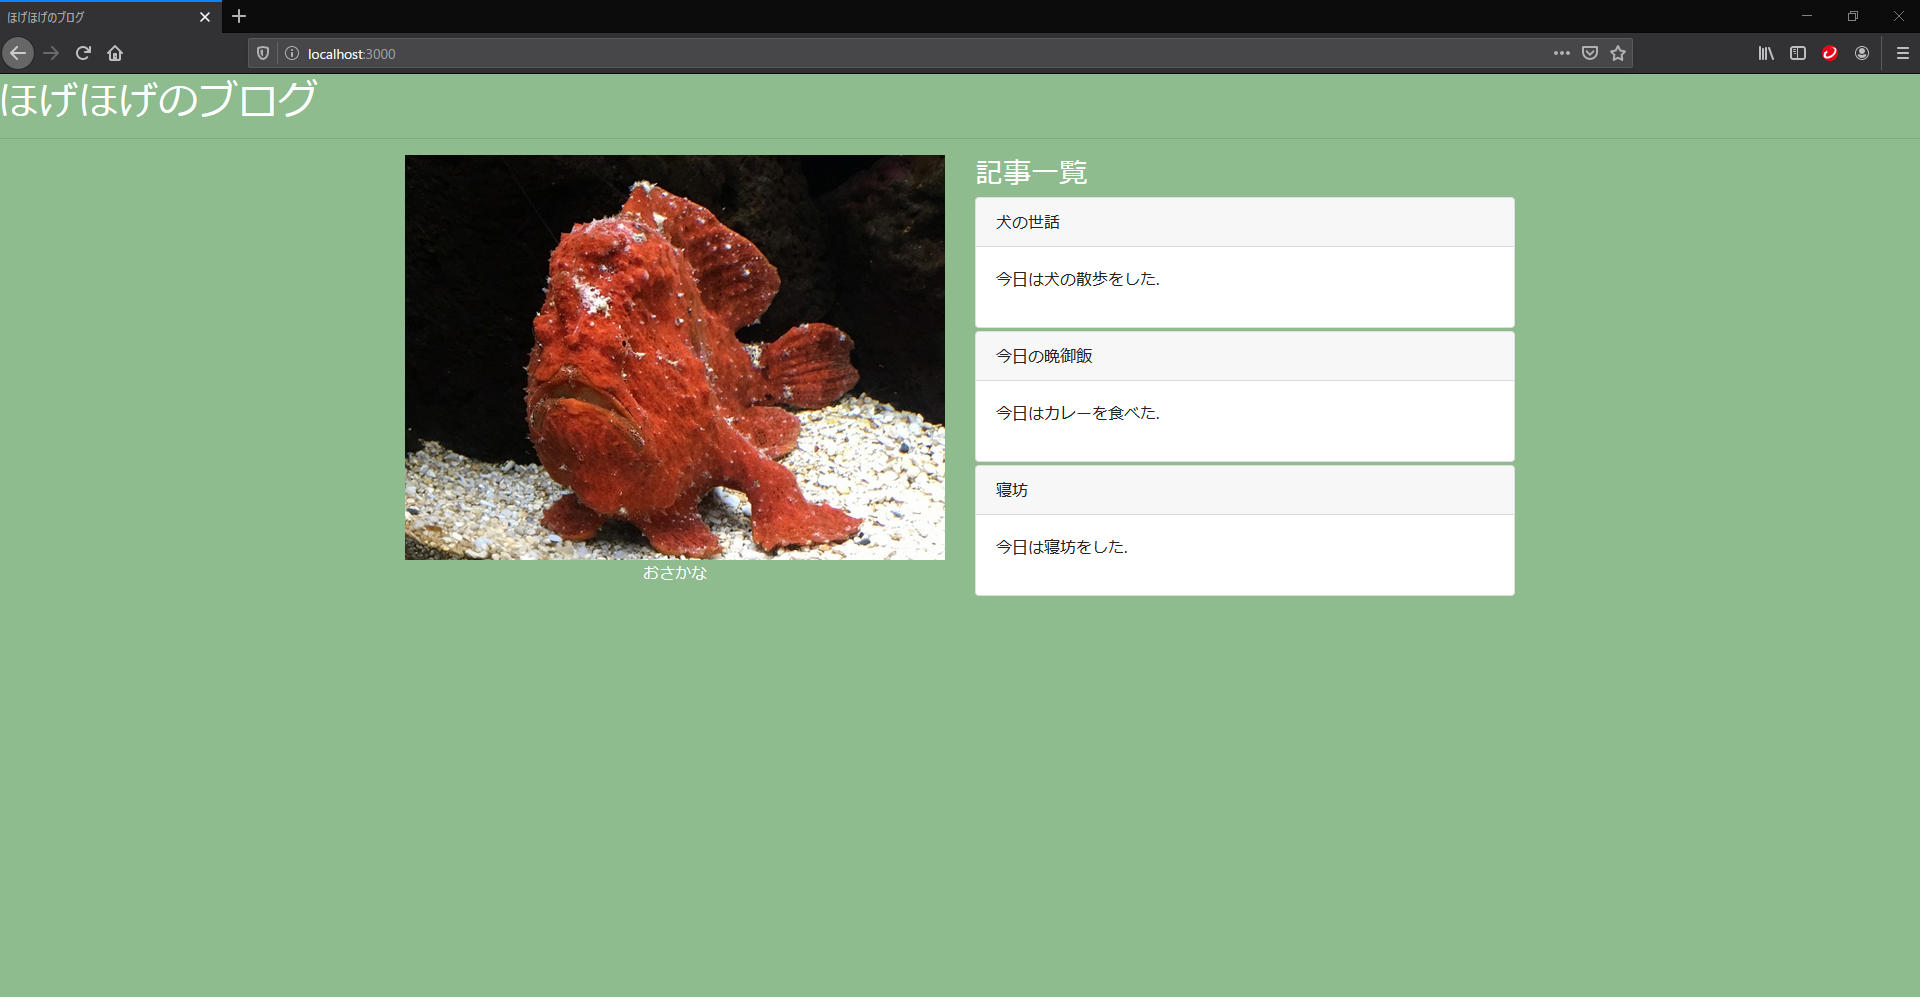 ほげほげのブログ
localhost:3000
ほげほげのブログ
おさかな
記事一覧
犬の世話
今日は犬の散歩をした.
今日の晩御飯
今日はカレーを食べた.
寝坊
今日は寝坊をした.